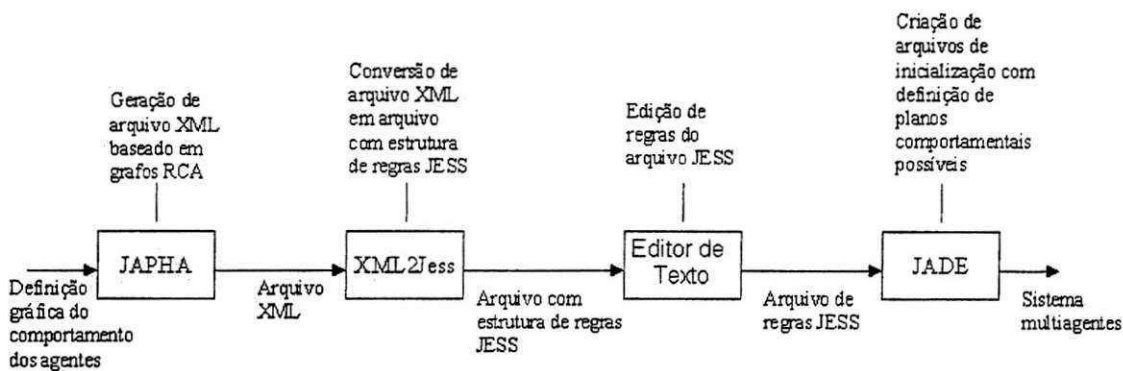 Geração de
arquivo XML
baseado em
grafos RCA
Conversão de
arquivo XML
em arquivo
com estrutura
de regras JESS
Edição de
regras do
arquivo JESS
Criação de
arquivos de
inicialização com
definição de
planos
comportamentais
possíveis
JAPHA
XML2Jess
Editor de
Texto
JADE
Definição
gráfica do
comportamento
dos agentes
Arquivo
XML
Arquivo com
estrutura de regras
JESS
Arquivo de
regras JESS
Sistema
multiagentes